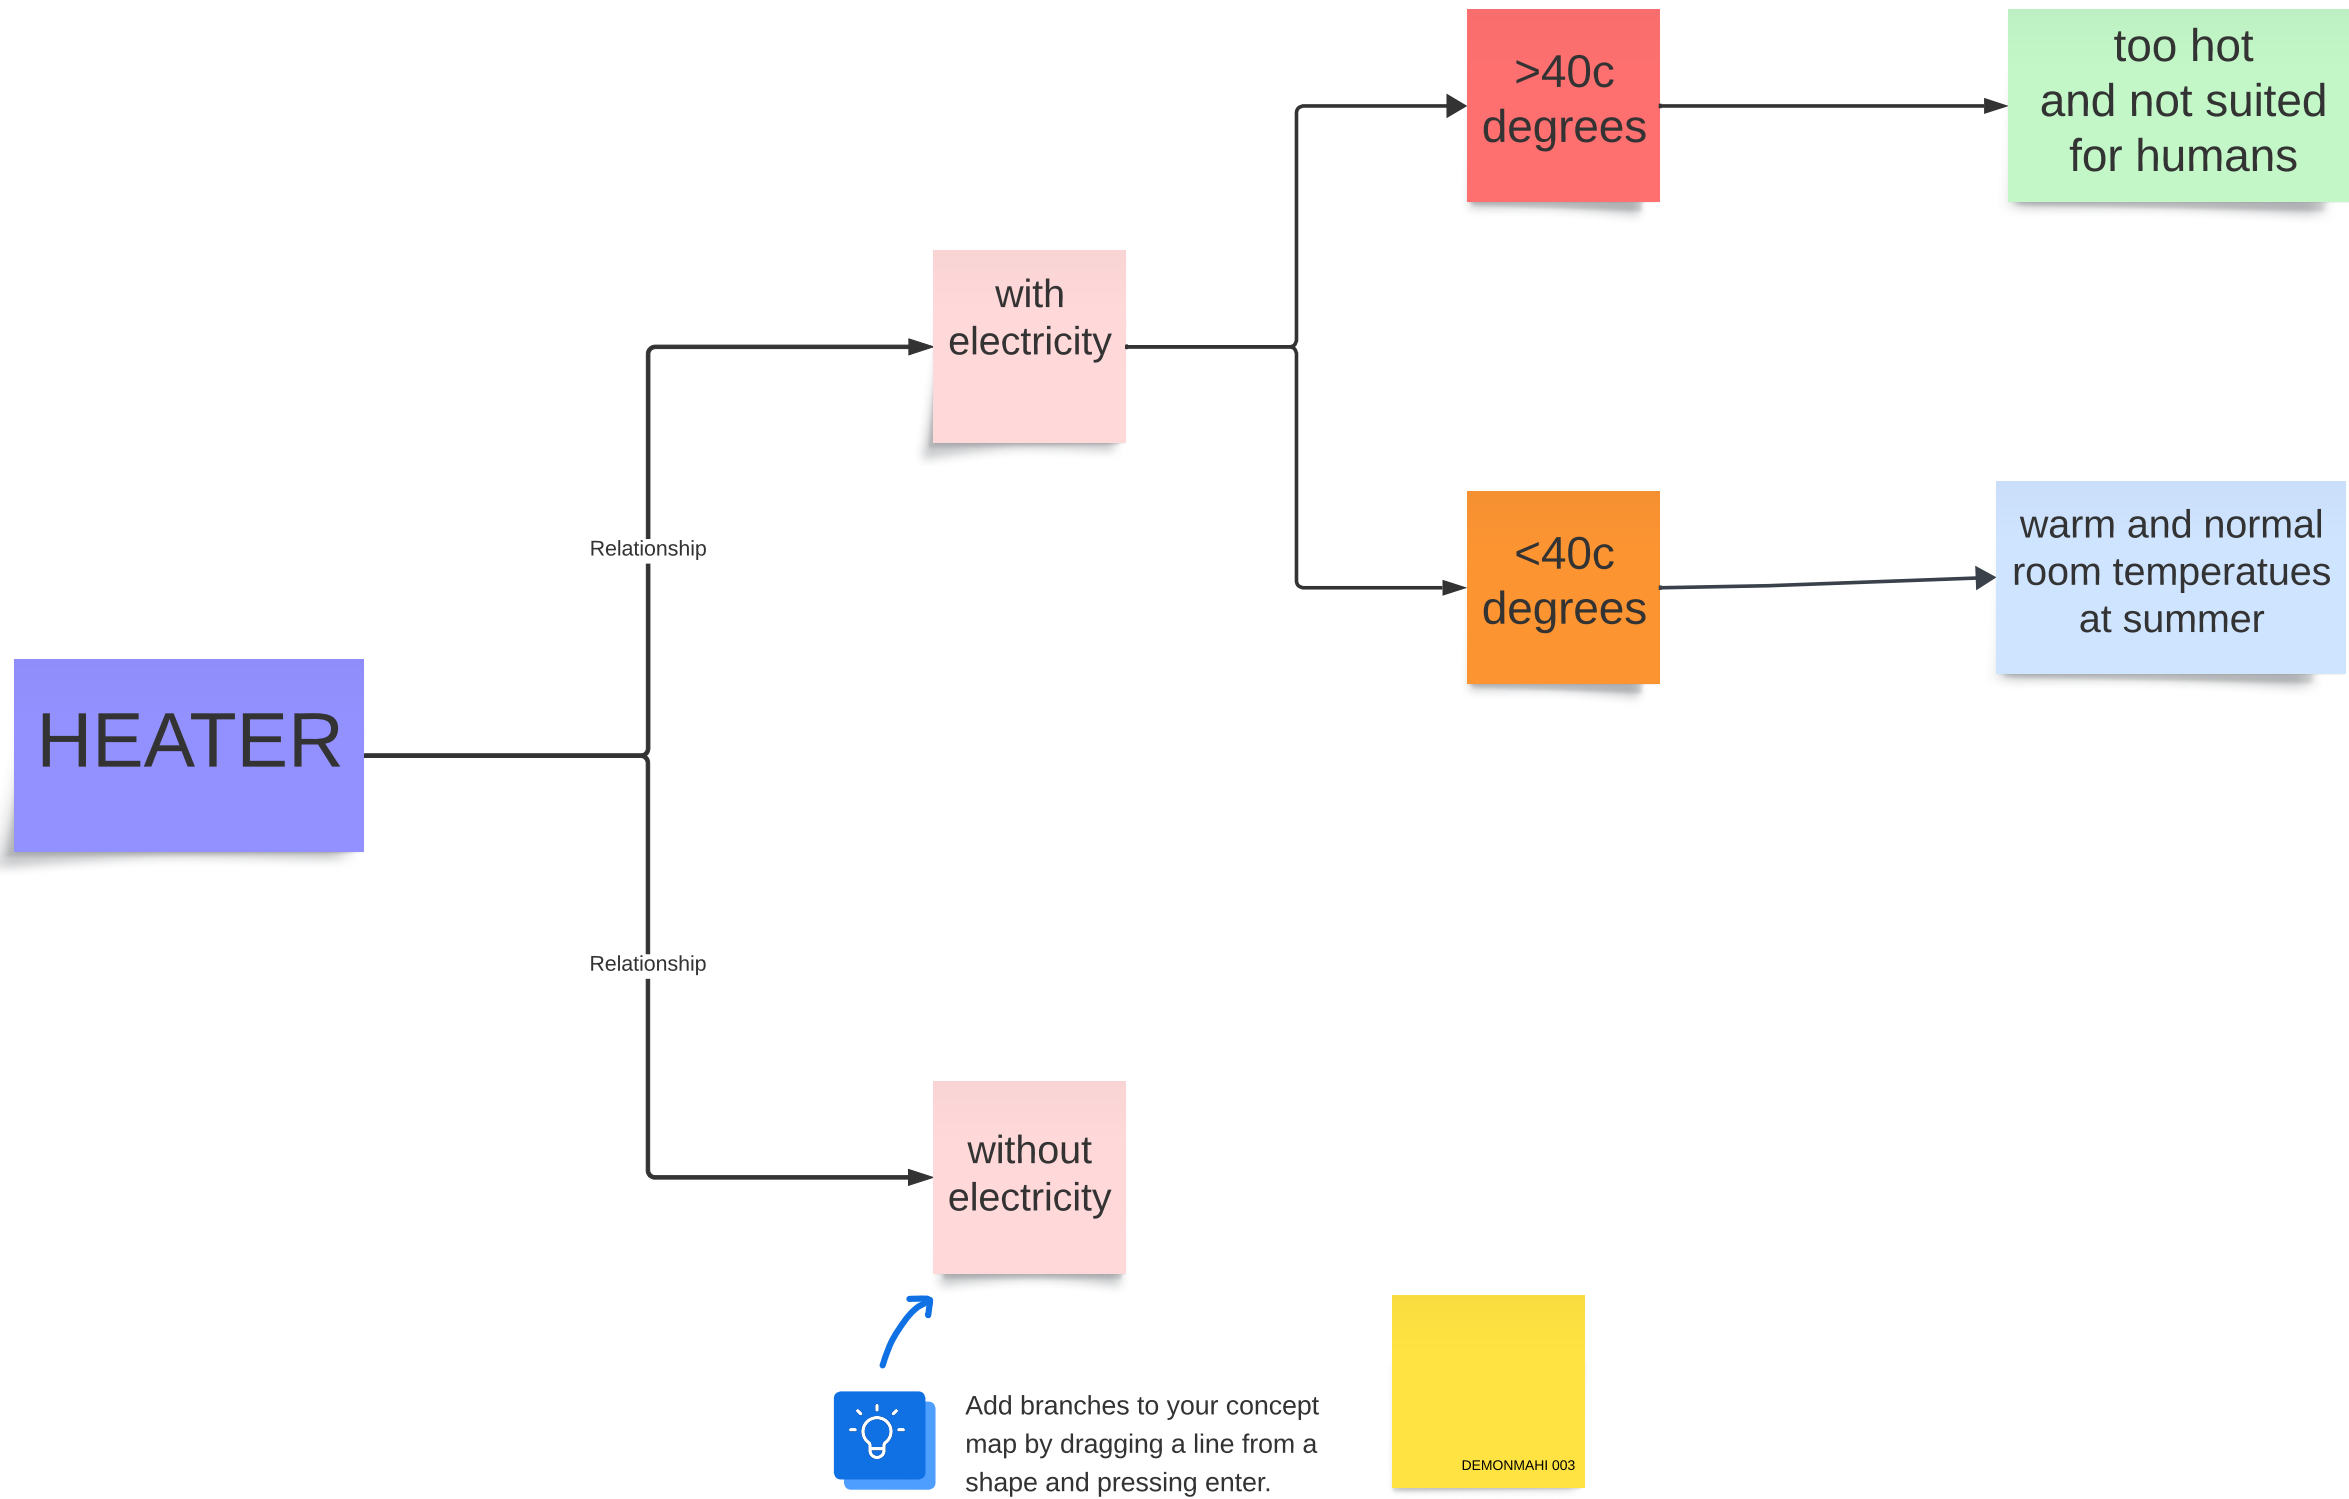 >40c
degrees
too hot
and not suited
for humans
with
electricity
<40c
degrees
warm and normal
room temperatues
at summer
Relationship
HEATER
Relationship
without
electricity
Add branches to your concept
map by dragging a line from a
shape and pressing enter.
DEMONMAHI 003